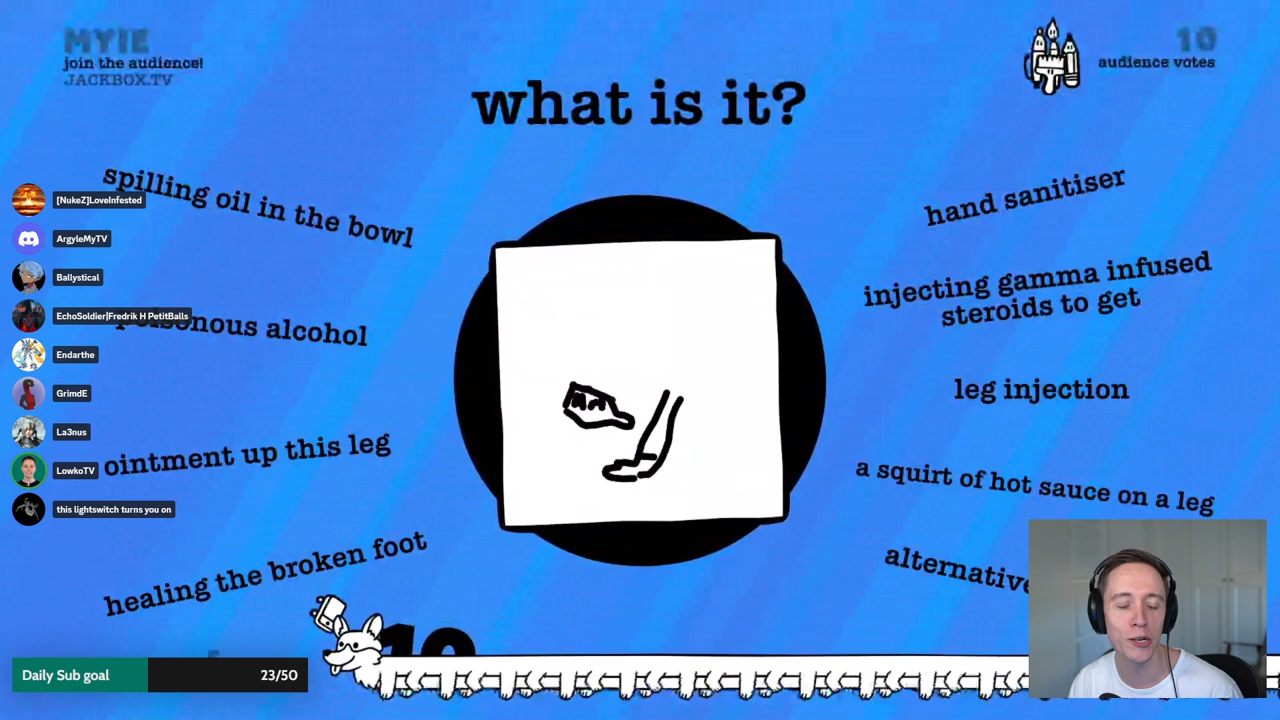 MYIE
join the audience!
JACKBOX.TV
10
audience votes
what is it?
spilling oil in the bowl
hand sanitiser
[NukeZ]LoveInfested
ArgyleMyTV
injecting gamma infused
steroids to get
Ballystical
EchoSoldier|Fredrik H PetitBalls
alcohol
Endarthe
GrimdE
leg injection
La3nus
LowkoTV
ointment up this leg
a squirt of hot sauce on a leg
this lightswitch turns you on
healing the broken foot
alternative
Daily Sub goal
23/50